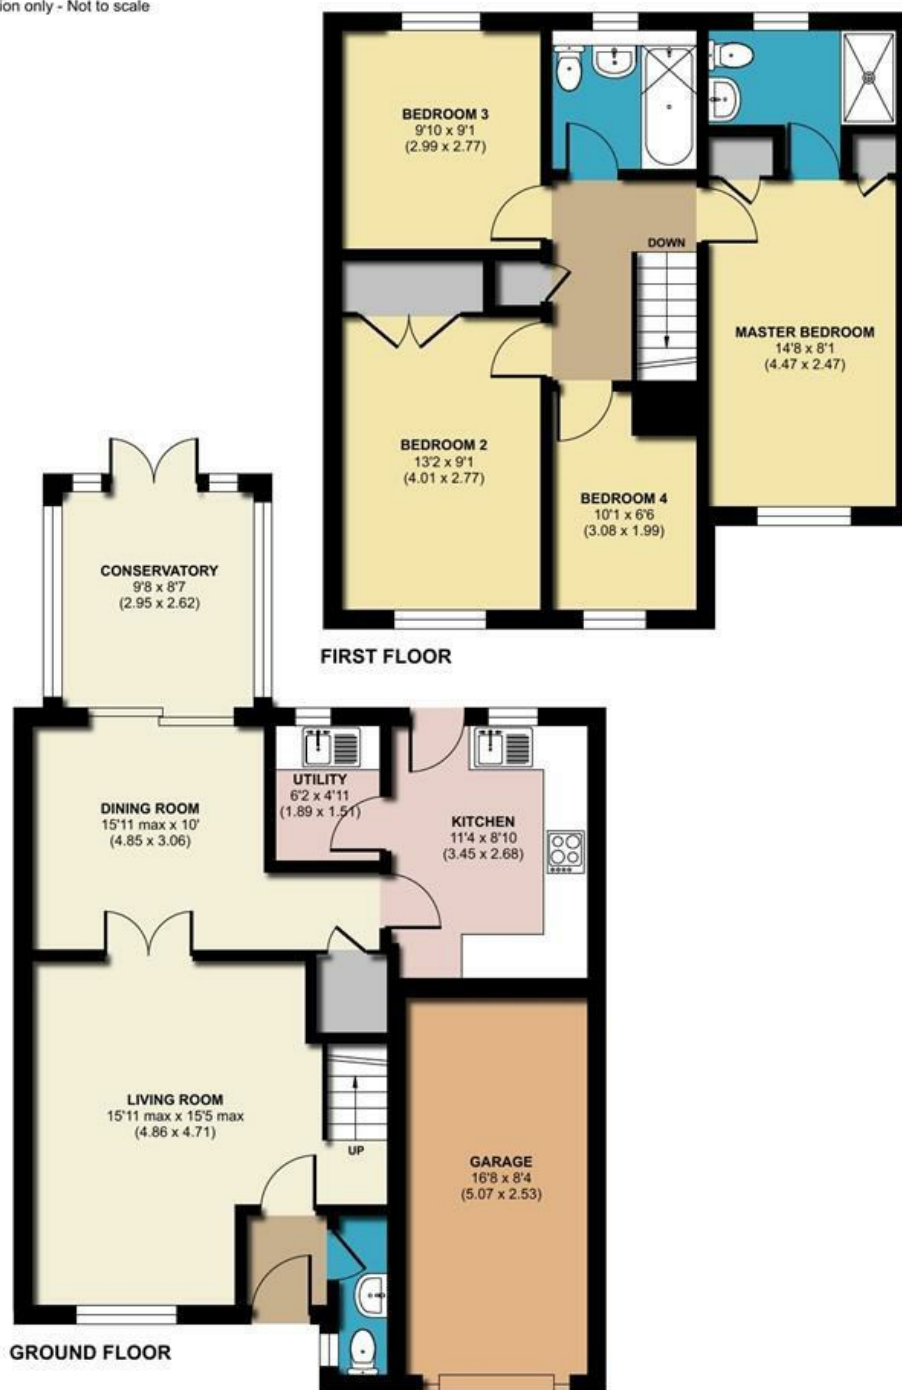 ion only - Not to scale
BEDROOM 3
9'10 x 9'1
(2.99 x 2.77)
DOWN
MASTER BEDROOM
14'8 x 8'1
(4.47 x 2.47)
BEDROOM 2
13'2 x 9'1
(4.01 x 2.77)
BEDROOM 4
10'1 x 6'6
(3.08 x 1.99)
FIRST FLOOR
CONSERVATORY
9'8 x 8'7
(2.95 x 2.62)
DINING ROOM
15'11 max x 10'
(4.85 x 3.06)
UTILITY
6'2 x 4'11
(1.89 x 1.51)
KITCHEN
11'4 x 8'10
(3.45 x 2.68)
LIVING ROOM
15'11 max x 15'5 max
(4.86 x 4.71)
UP
GARAGE
16'8 x 8'4
(5.07 x 2.53)
GROUND FLOOR